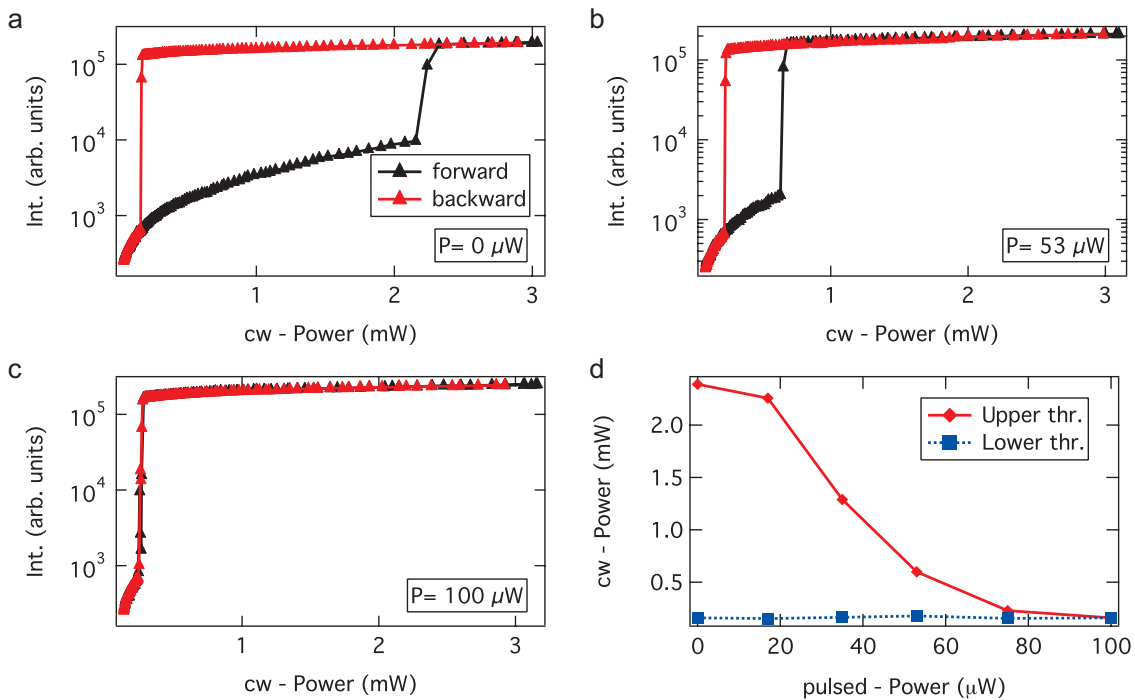 a
Int. (arb. units)
10^5
10^4
10^3
forward
backward
P= 0 µW
1 2 3
cw - Power (mW)
b
Int. (arb. units)
10^5
10^4
10^3
P= 53 µW
1 2 3
cw - Power (mW)
c
Int. (arb. units)
10^5
10^4
10^3
P= 100 µW
1 2 3
cw - Power (mW)
d
cw - Power (mW)
2.0
1.5
1.0
0.5
Upper thr.
Lower thr.
0 20 40 60 80 100
pulsed - Power (µW)